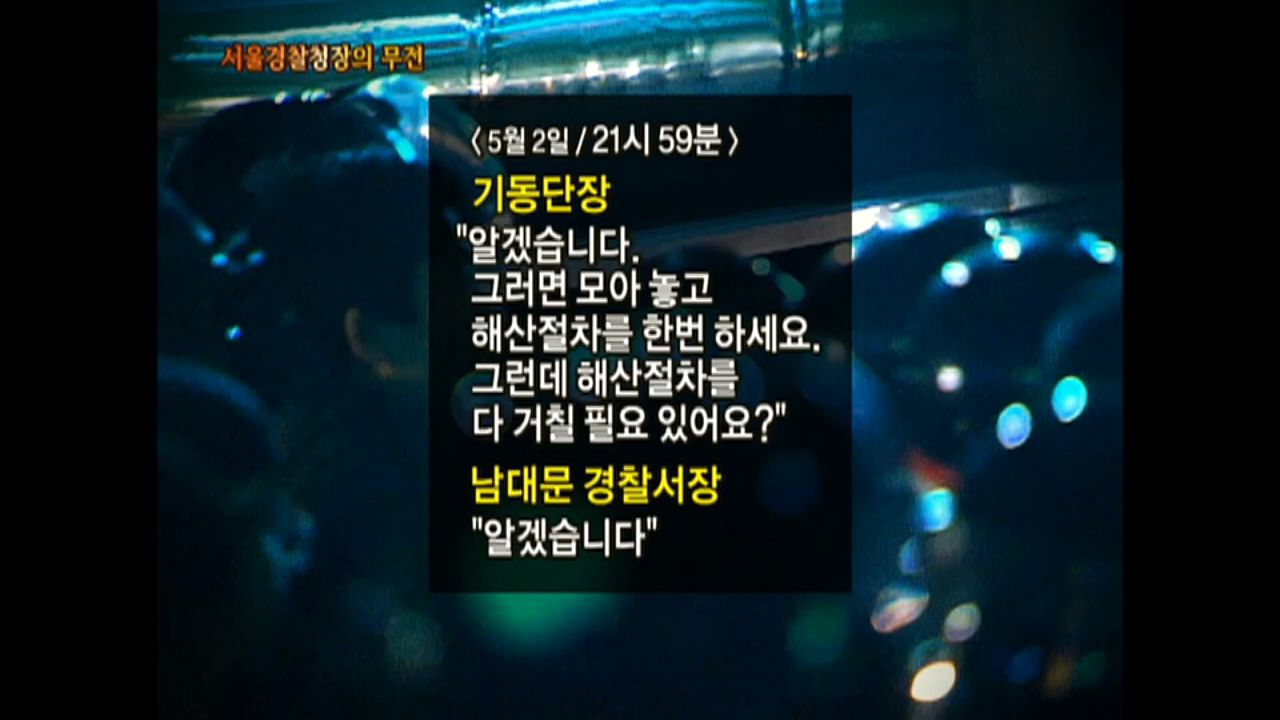 서울경찰청장의 무전
〈 5월 2일 / 21시 59분 〉
기동단장
"알겠습니다.
그러면 모아 놓고
해산절차를 한번 하세요.
그런데 해산절차를
다 거칠 필요 있어요?"
남대문 경찰서장
"알겠습니다"